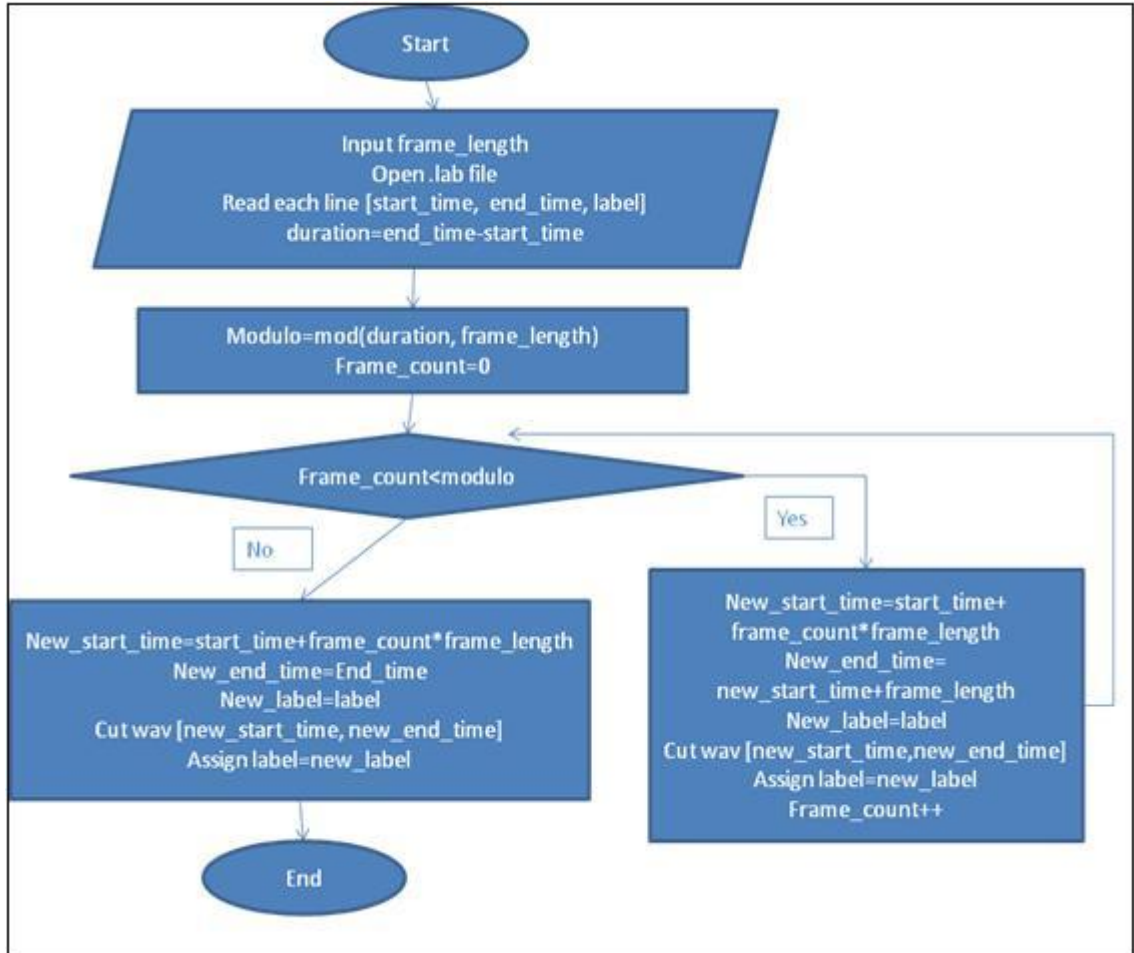 Start
Input frame_length
Open .lab file
Read each line [start_time, end_time, label]
duration=end_time-start_time
Modulo=mod(duration, frame_length)
Frame_count=0
Frame_count<modulo
No
Yes
New_start_time=start_time+frame_count*frame_length
New_end_time=End_time
New_label=label
Cut wav [new_start_time, new_end_time]
Assign label=new_label
New_start_time=start_time+
frame_count*frame_length
New_end_time=
new_start_time+frame_length
New_label=label
Cut wav [new_start_time,new_end_time]
Assign label=new_label
Frame_count++
End